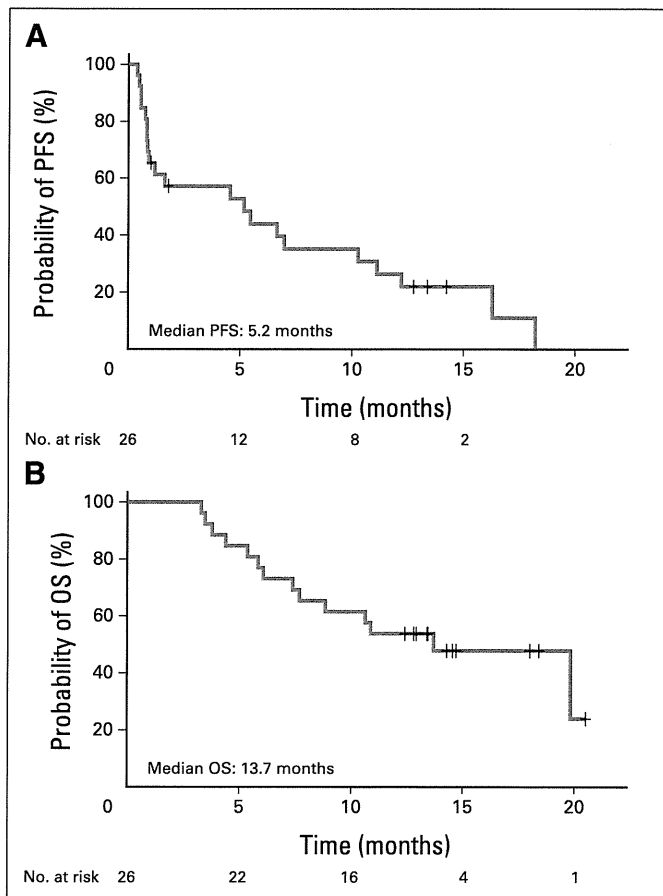 A
Probability of PFS (%)
100
80
60
40
20
Median PFS: 5.2 months
0 5 10 15 20
Time (months)
No. at risk 26 12 8 2
B
Probability of OS (%)
100
80
60
40
20
Median OS: 13.7 months
0 5 10 15 20
Time (months)
No. at risk 26 22 16 4 1